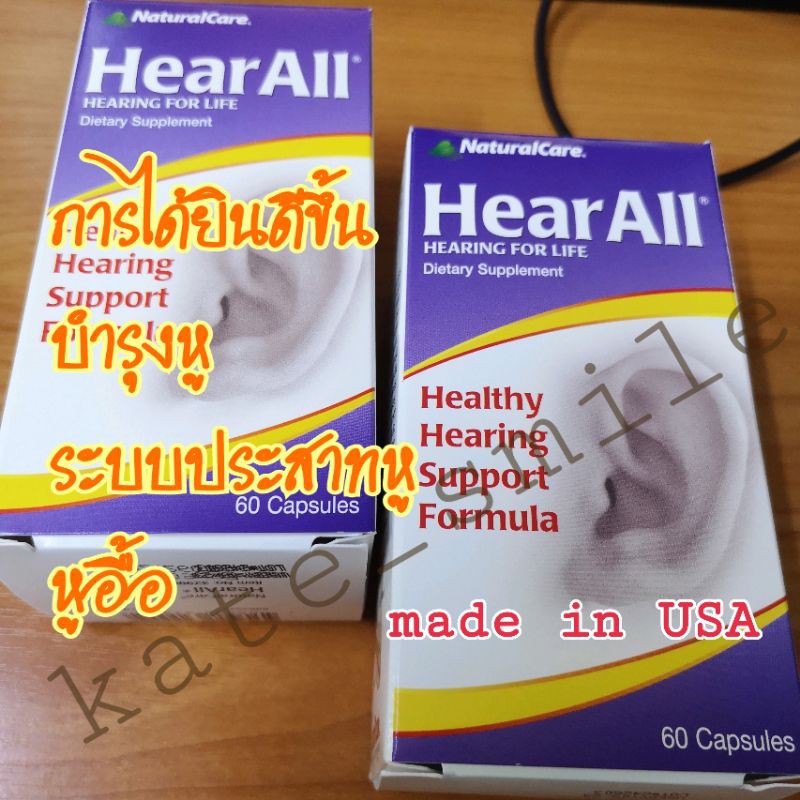 NaturalCare®
HearAll®
HEARING FOR LIFE
Dietary Supplement
การได้ยินดีขึ้น
Hearing
Support
บำรุงหู
ระบบประสาทหู
60 Capsules
หูอื้อ
HearAll®
NaturalCare®
HearAll®
HEARING FOR LIFE
Dietary Supplement
Healthy
Hearing
Support
Formula
made in USA
60 Capsules
kate_smile